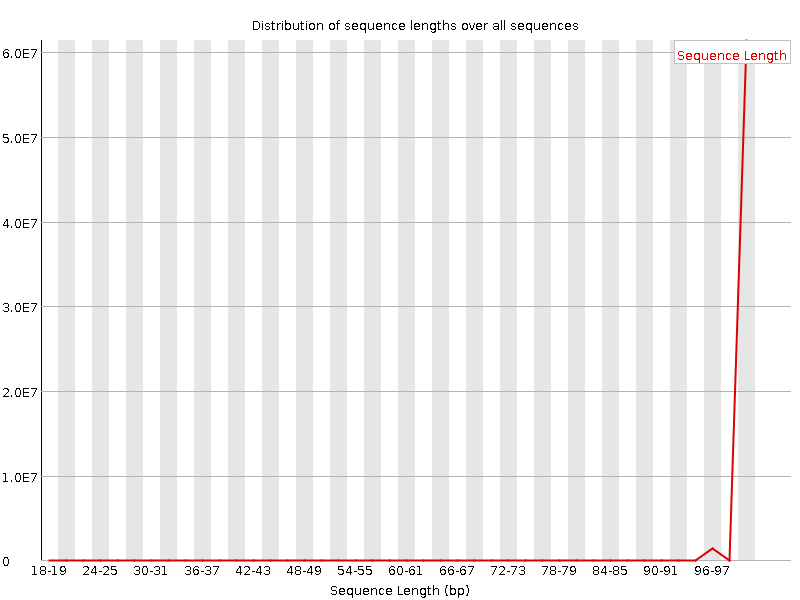 Distribution of sequence lengths over all sequences
Sequence Length
6.0E7
5.0E7
4.0E7
3.0E7
2.0E7
1.0E7
0
18-19 24-25 30-31 36-37 42-43 48-49 54-55 60-61 66-67 72-73 78-79 84-85 90-91 96-97
Sequence Length (bp)